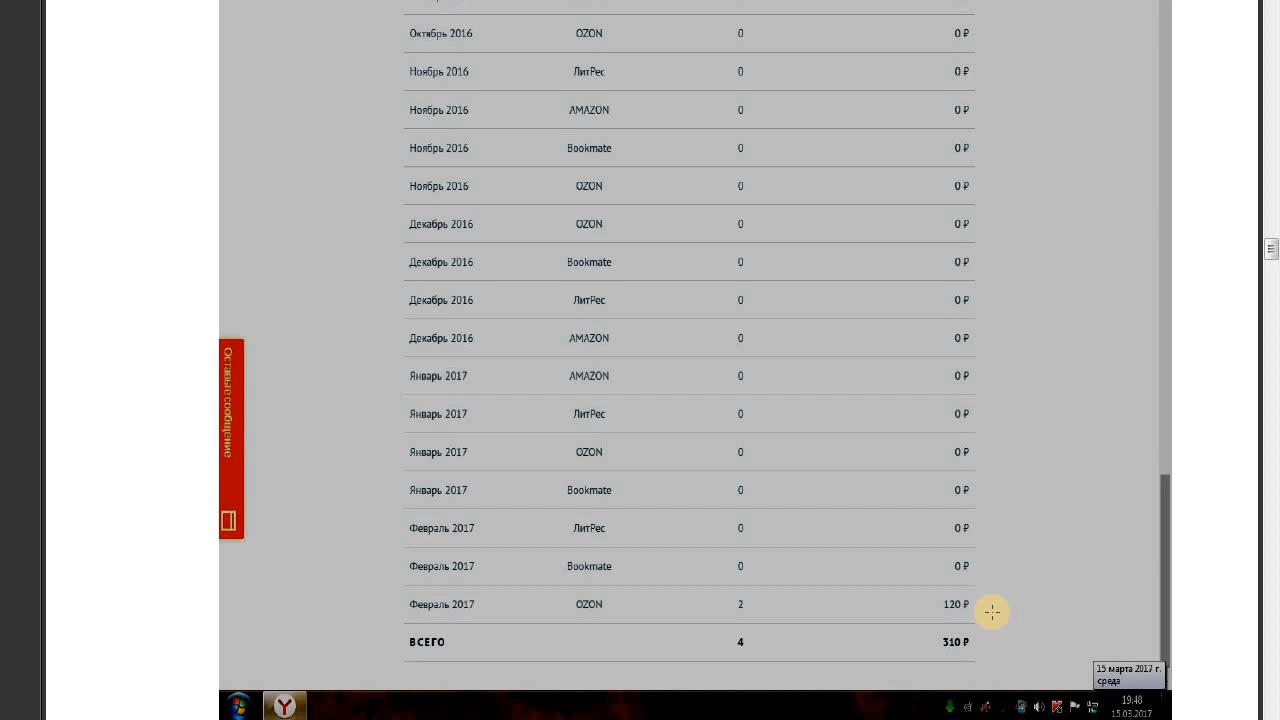 Октябрь 2016 OZON 0 0 ₽
Ноябрь 2016 ЛитРес 0 0 ₽
Ноябрь 2016 AMAZON 0 0 ₽
Ноябрь 2016 Bookmate 0 0 ₽
Ноябрь 2016 OZON 0 0 ₽
Декабрь 2016 OZON 0 0 ₽
Декабрь 2016 Bookmate 0 0 ₽
Декабрь 2016 ЛитРес 0 0 ₽
Декабрь 2016 AMAZON 0 0 ₽
Январь 2017 AMAZON 0 0 ₽
Январь 2017 ЛитРес 0 0 ₽
Январь 2017 OZON 0 0 ₽
Январь 2017 Bookmate 0 0 ₽
Февраль 2017 ЛитРес 0 0 ₽
Февраль 2017 Bookmate 0 0 ₽
Февраль 2017 OZON 2 120 ₽
ВСЕГО 4 310 ₽
Оставьте сообщение
15 марта 2017 г.
среда
19:48
15.03.2017